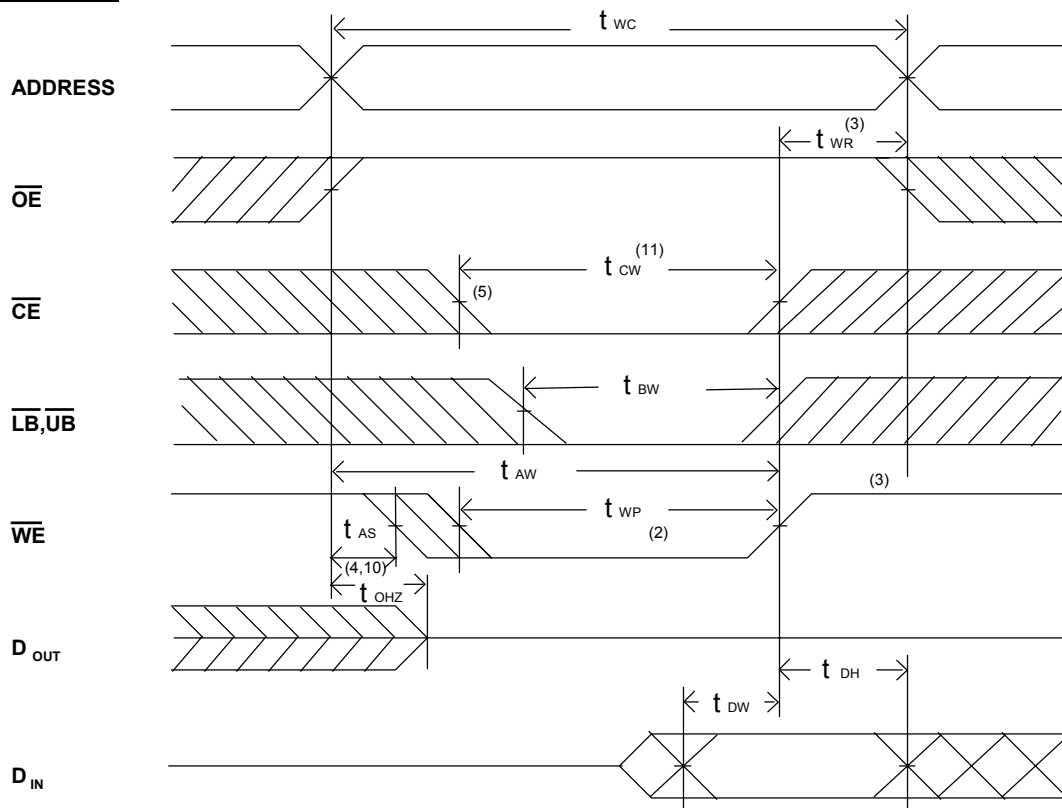 t WC
ADDRESS
t WR (3)
OE
t CW (11)
CE
(5)
t BW
LB,UB
t AW
(3)
t WP
WE
t AS
(2)
(4,10)
t OHZ
D OUT
t DH
t DW
D IN